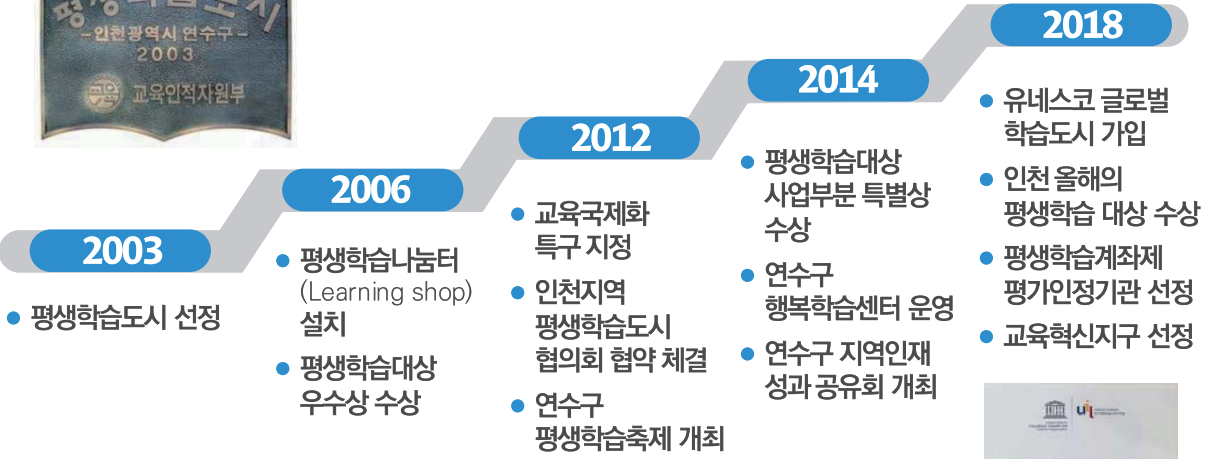 평생학습도시
-인천광역시 연수구-
2003
교육 교육인적자원부
2003
평생학습도시 선정
2006
평생학습나눔터
(Learning shop)
설치
평생학습대상
우수상 수상
2012
교육국제화
특구 지정
인천지역
평생학습도시
협의회 협약 체결
연수구
평생학습축제 개최
2014
평생학습대상
사업부분 특별상
수상
연수구
행복학습센터 운영
연수구 지역인재
성과 공유회 개최
2018
유네스코 글로벌
학습도시 가입
인천 올해의
평생학습 대상 수상
평생학습계좌제
평가인정기관 선정
교육혁신지구 선정
uil